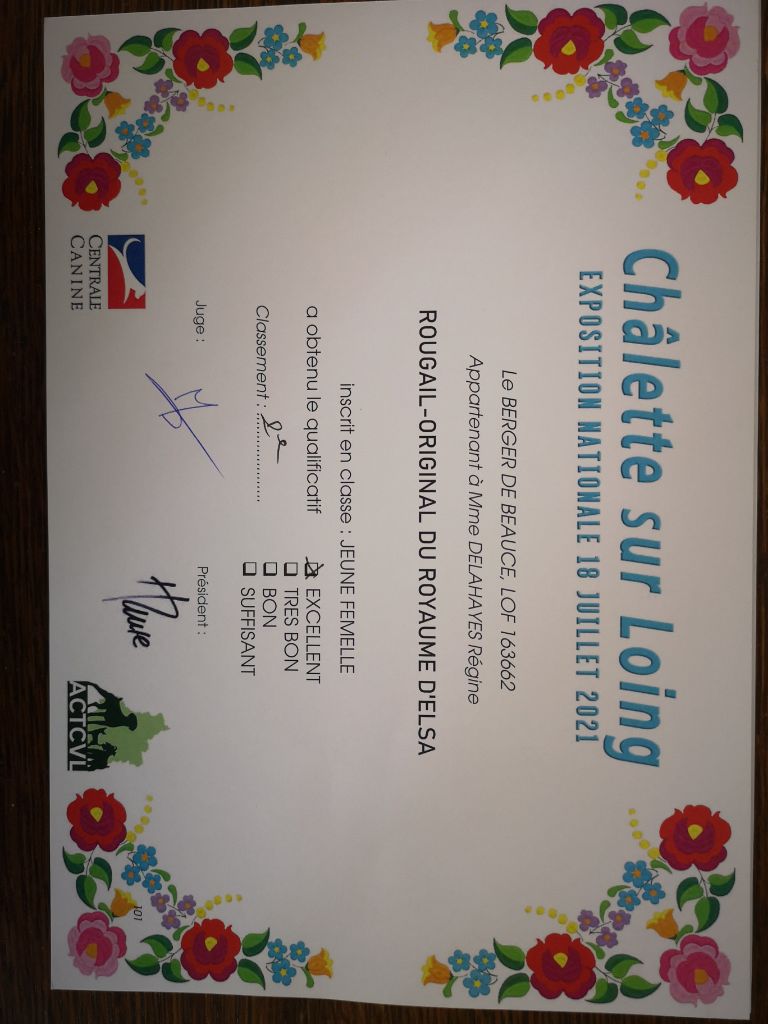 Châlette sur Loing
EXPOSITION NATIONALE 18 JUILLET 2021
Le BERGER DE BEAUCE, LOF 163662
Appartenant à Mme DELAHAYES Régine
ROUGAIL-ORIGINAL DU ROYAUME D'ELSA
inscrit en classe : JEUNE FEMELLE
a obtenu le qualificatif ☒ EXCELLENT
❑ TRES BON
Classement : ..................... ❑ BON
❑ SUFFISANT
Juge :
Président :
CENTRALE
CANINE
ACTCVL
101